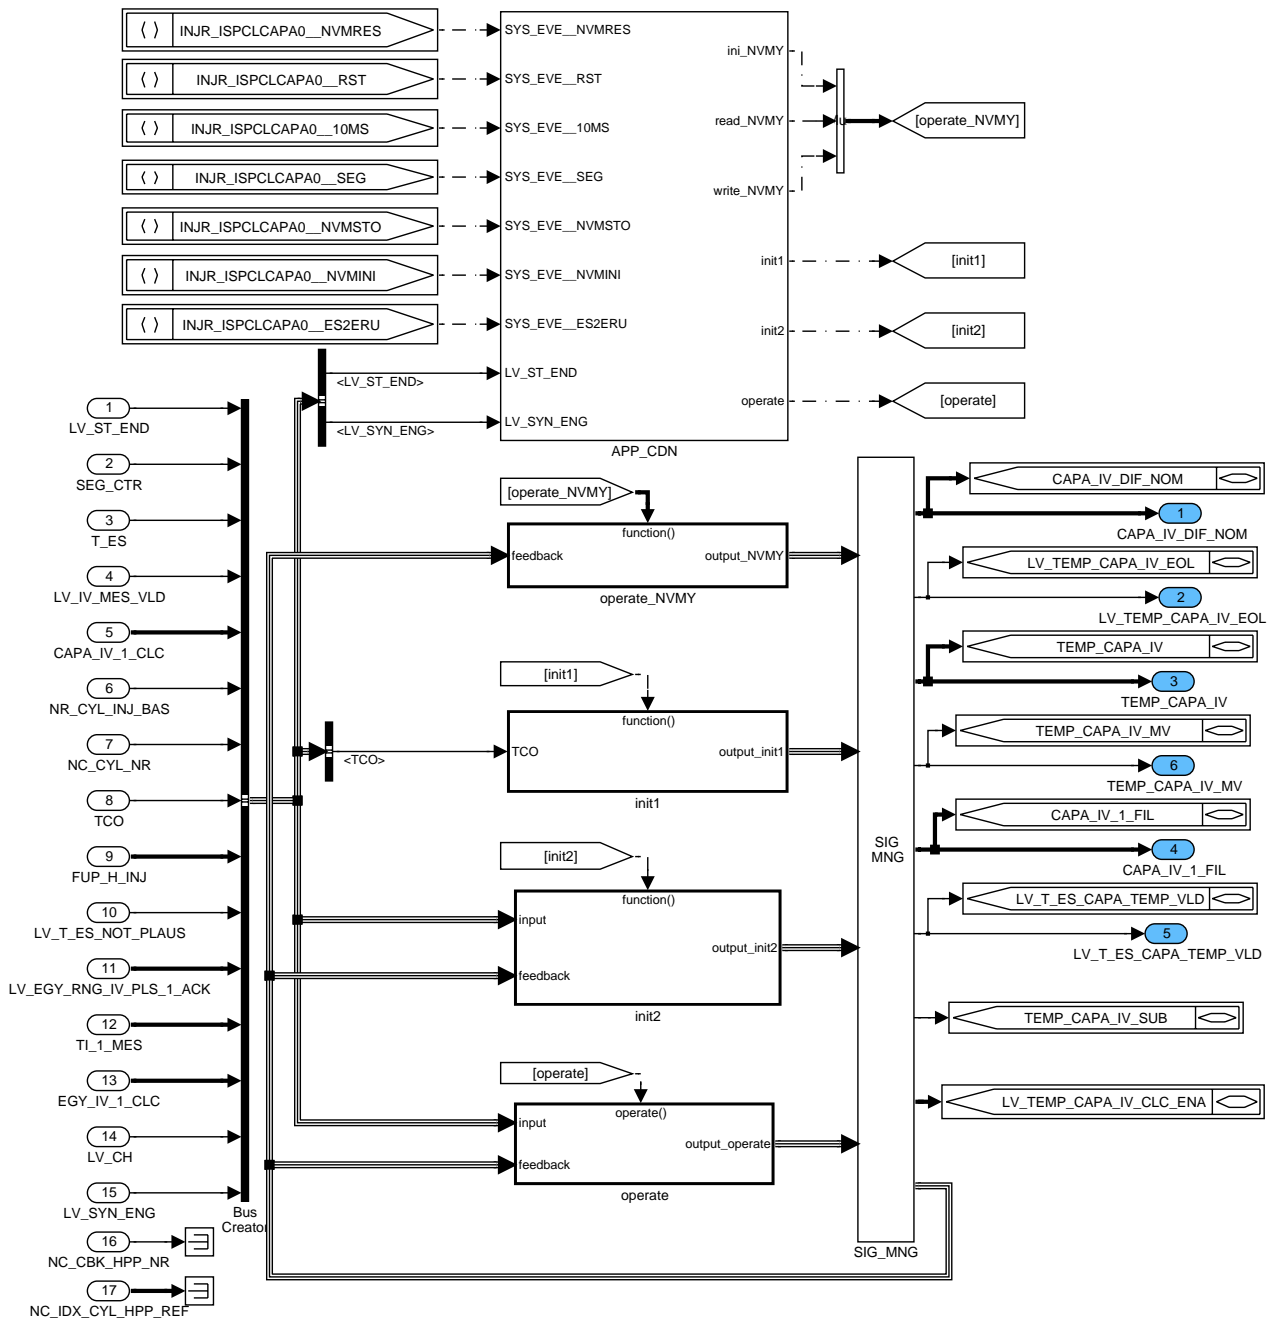 INJR_ISPCLCAPA0__NVMRES
INJR_ISPCLCAPA0__RST
INJR_ISPCLCAPA0__10MS
INJR_ISPCLCAPA0__SEG
INJR_ISPCLCAPA0__NVMSTO
INJR_ISPCLCAPA0__NVMINI
INJR_ISPCLCAPA0__ES2ERU
SYS_EVE__NVMRES
SYS_EVE__RST
SYS_EVE__10MS
SYS_EVE__SEG
SYS_EVE__NVMSTO
SYS_EVE__NVMINI
SYS_EVE__ES2ERU
LV_ST_END
LV_SYN_ENG
ini_NVMY
read_NVMY
write_NVMY
init1
init2
operate
APP_CDN
[operate_NVMY]
[init1]
[init2]
[operate]
<LV_ST_END>
<LV_SYN_ENG>
1
LV_ST_END
2
SEG_CTR
3
T_ES
4
LV_IV_MES_VLD
5
CAPA_IV_1_CLC
6
NR_CYL_INJ_BAS
7
NC_CYL_NR
8
TCO
9
FUP_H_INJ
10
LV_T_ES_NOT_PLAUS
11
LV_EGY_RNG_IV_PLS_1_ACK
12
TI_1_MES
13
EGY_IV_1_CLC
14
LV_CH
15
LV_SYN_ENG
16
NC_CBK_HPP_NR
17
NC_IDX_CYL_HPP_REF
Bus
Creator
[operate_NVMY]
function()
feedback
output_NVMY
operate_NVMY
[init1]
function()
<TCO>
TCO
output_init1
init1
[init2]
function()
input
feedback
output_init2
init2
[operate]
operate()
input
feedback
output_operate
operate
SIG
MNG
SIG_MNG
CAPA_IV_DIF_NOM
1
CAPA_IV_DIF_NOM
LV_TEMP_CAPA_IV_EOL
2
LV_TEMP_CAPA_IV_EOL
TEMP_CAPA_IV
3
TEMP_CAPA_IV
TEMP_CAPA_IV_MV
6
TEMP_CAPA_IV_MV
CAPA_IV_1_FIL
4
CAPA_IV_1_FIL
LV_T_ES_CAPA_TEMP_VLD
5
LV_T_ES_CAPA_TEMP_VLD
TEMP_CAPA_IV_SUB
LV_TEMP_CAPA_IV_CLC_ENA